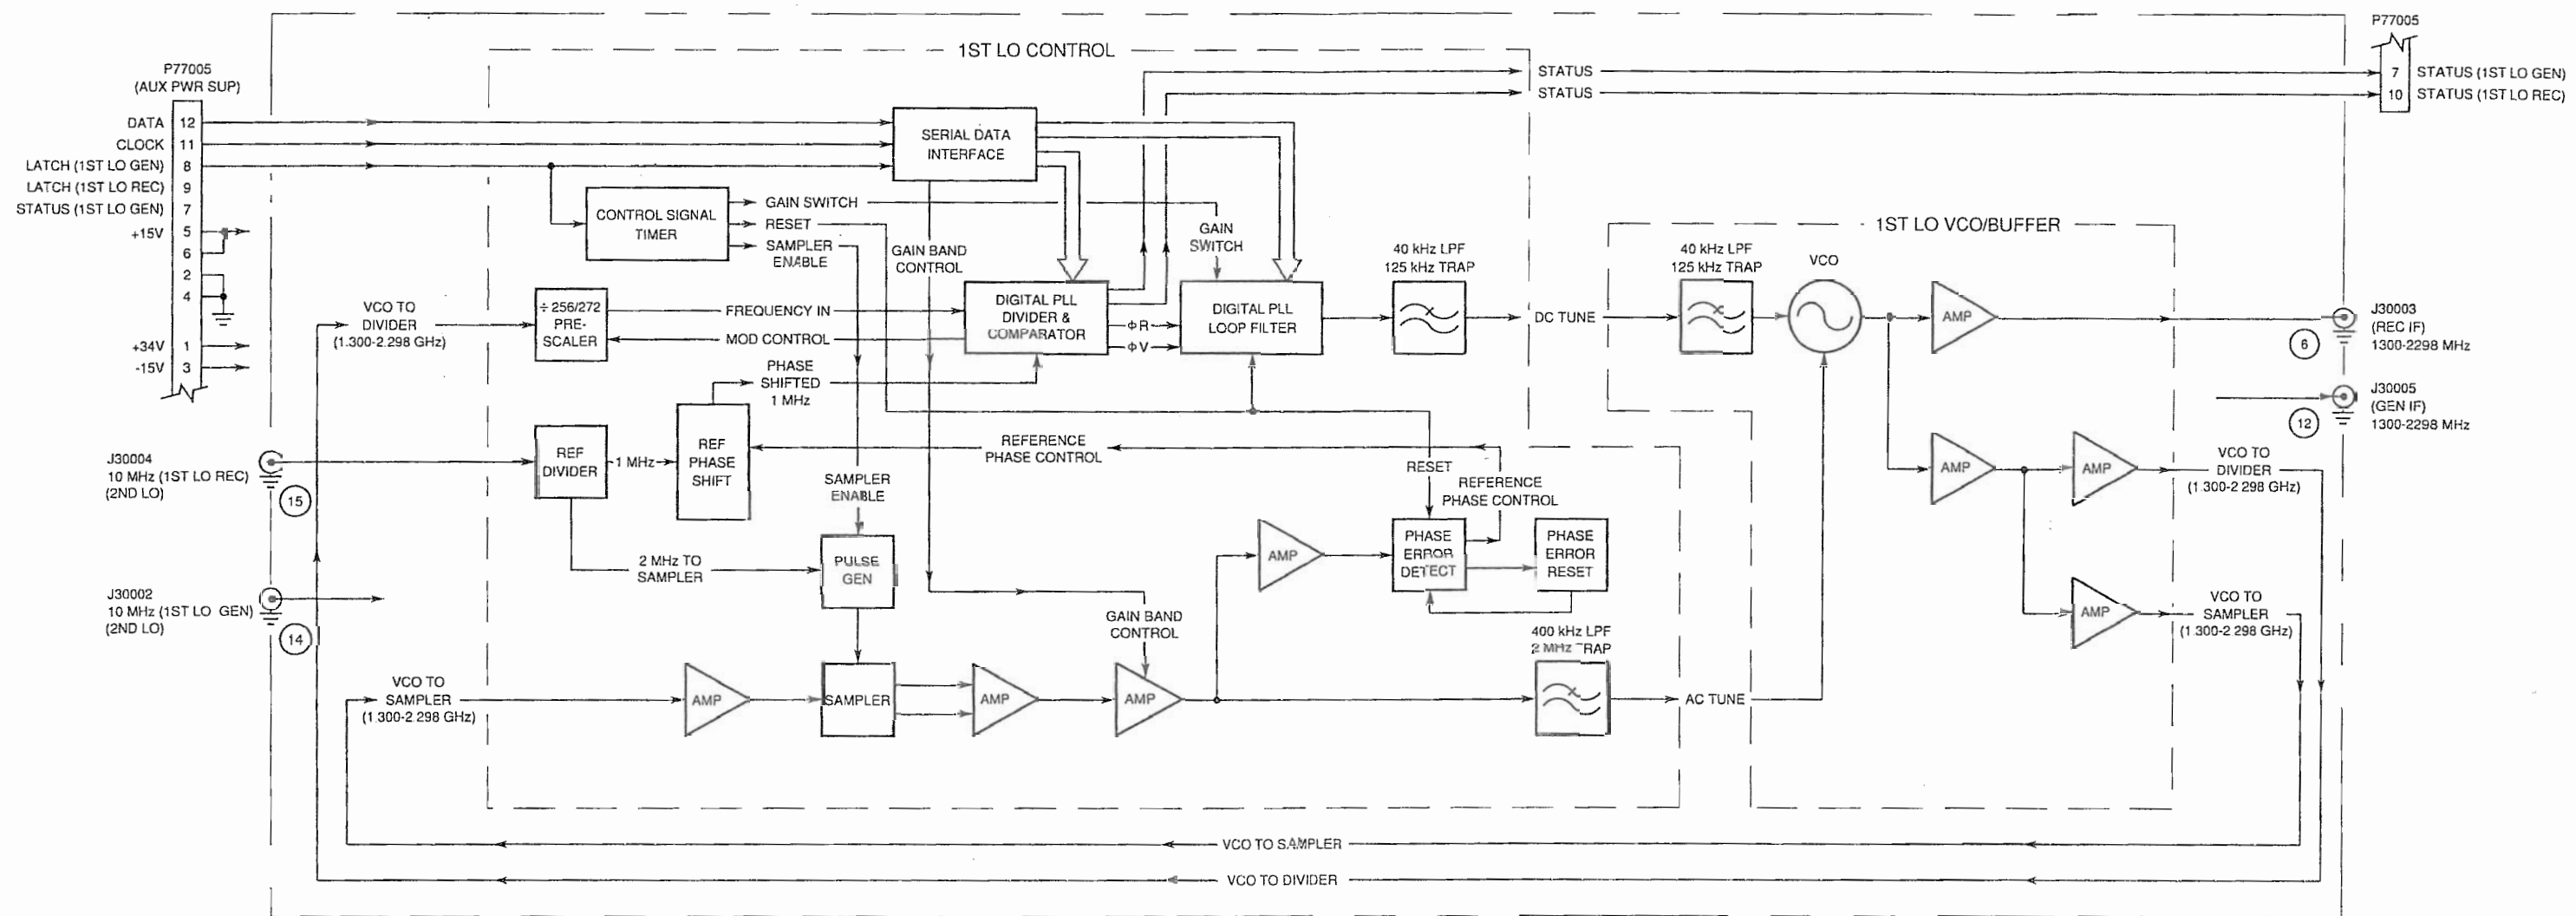 P77005
(AUX PWR SUP)
DATA 12
CLOCK 11
LATCH (1ST LO GEN) 8
LATCH (1ST LO REC) 9
STATUS (1ST LO GEN) 7
+15V 5
6
2
4
+34V 1
-15V 3
1ST LO CONTROL
P77005
STATUS
7 STATUS (1ST LO GEN)
STATUS
10 STATUS (1ST LO REC)
SERIAL DATA
INTERFACE
CONTROL SIGNAL
TIMER
GAIN SWITCH
RESET
SAMPLER
ENABLE
GAIN BAND
CONTROL
GAIN
SWITCH
VCO TO
DIVIDER
(1.300-2.298 GHz)
÷ 256/272
PRE-
SCALER
FREQUENCY IN
MOD CONTROL
DIGITAL PLL
DIVIDER &
COMPARATOR
ΦR
ΦV
DIGITAL PLL
LOOP FILTER
40 kHz LPF
125 kHz TRAP
DC TUNE
1ST LO VCO/BUFFER
40 kHz LPF
125 kHz TRAP
VCO
AMP
J30003
(REC IF)
1300-2298 MHz
6
J30005
(GEN IF)
1300-2298 MHz
12
PHASE
SHIFTED
1 MHz
J30004
10 MHz (1ST LO REC)
(2ND LO)
15
REF
DIVIDER
1 MHz
REF
PHASE
SHIFT
REFERENCE
PHASE CONTROL
RESET
REFERENCE
PHASE CONTROL
AMP
AMP
VCO TO
DIVIDER
(1.300-2 298 GHz)
SAMPLER
ENABLE
2 MHz TO
SAMPLER
PULSE
GEN
AMP
PHASE
ERROR
DETECT
PHASE
ERROR
RESET
J30002
10 MHz (1ST LO GEN)
(2ND LO)
14
GAIN BAND
CONTROL
AMP
VCO TO
SAMPLER
(1 300-2 298 GHz)
400 kHz LPF
2 MHz TRAP
VCO TO
SAMPLER
(1 300-2 298 GHz)
AMP
SAMPLER
AMP
AMP
AC TUNE
VCO TO SAMPLER
VCO TO DIVIDER